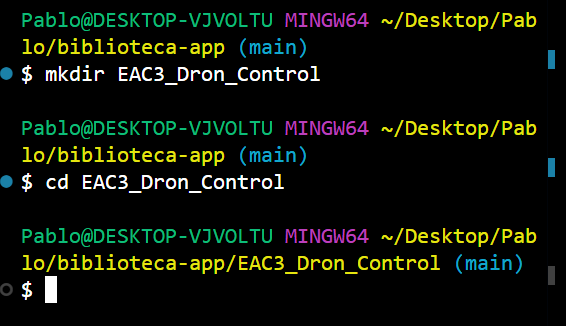 Pablo@DESKTOP-VJVOLTU MINGW64 ~/Desktop/Pab
lo/biblioteca-app (main)
$ mkdir EAC3_Dron_Control
Pablo@DESKTOP-VJVOLTU MINGW64 ~/Desktop/Pab
lo/biblioteca-app (main)
$ cd EAC3_Dron_Control
Pablo@DESKTOP-VJVOLTU MINGW64 ~/Desktop/Pab
lo/biblioteca-app/EAC3_Dron_Control (main)
$